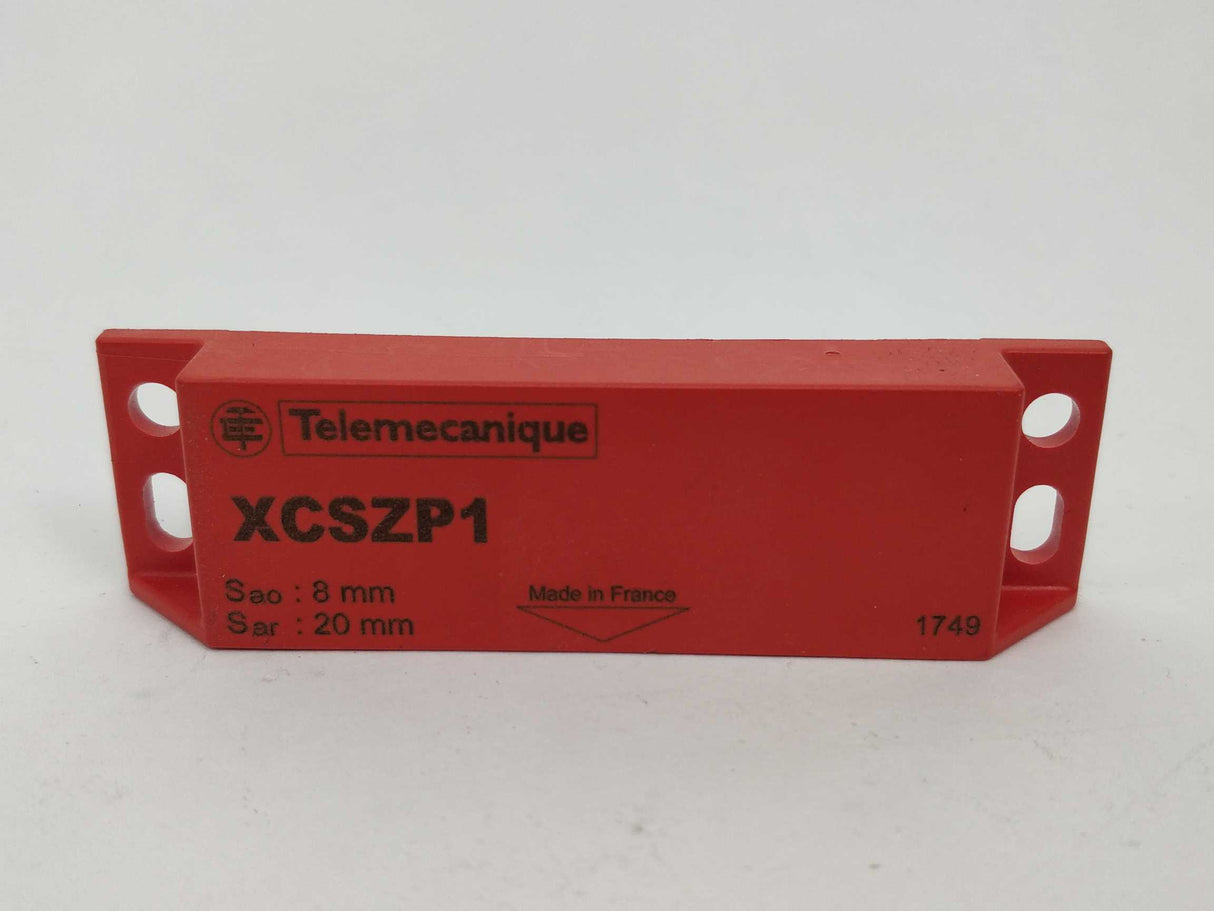 Telemecanique
XCSZP1
Sao : 8 mm
Sar : 20 mm
Made in France
1749